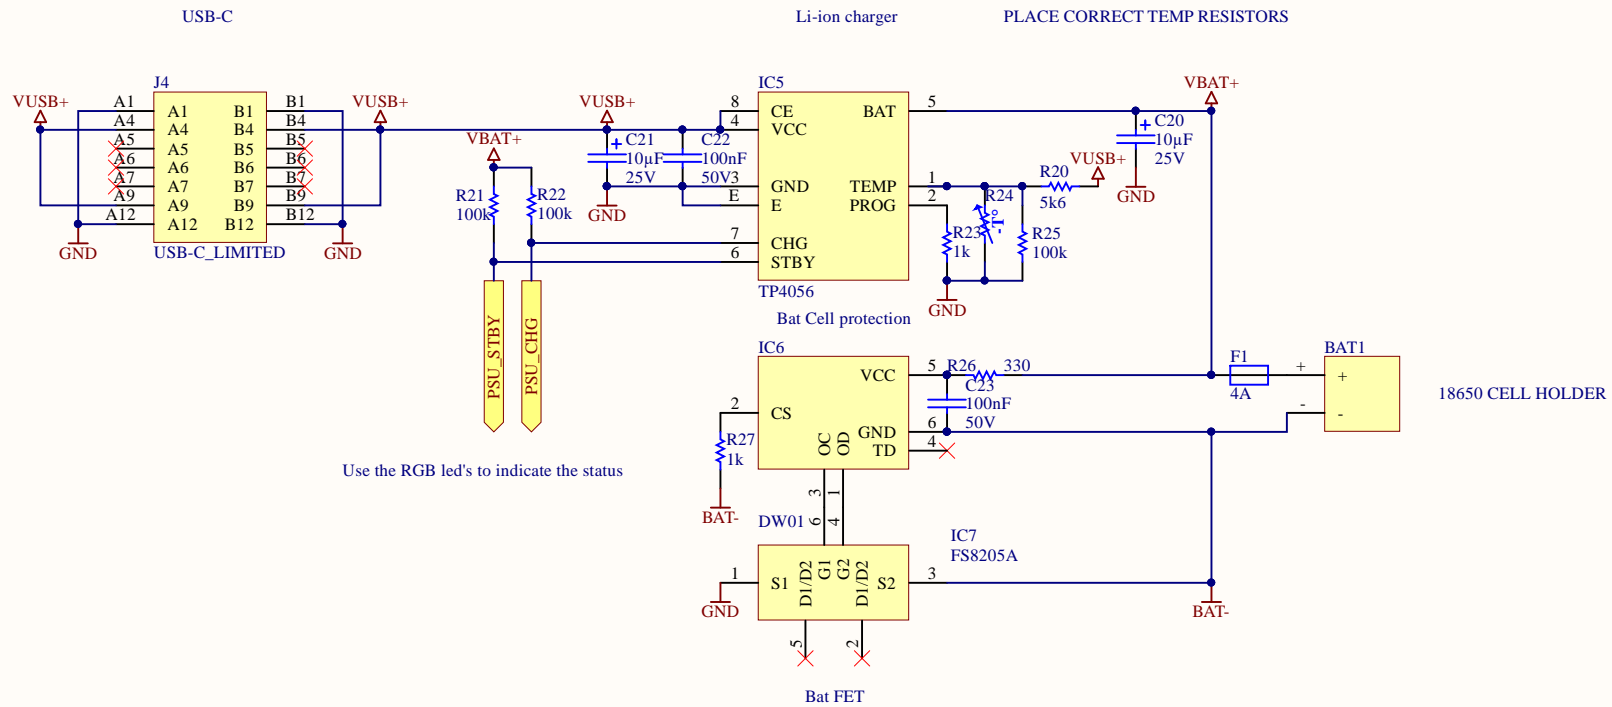 USB-C
Li-ion charger
PLACE CORRECT TEMP RESISTORS
J4
VUSB+
A1 A1 B1 B1
A4 A4 B4 B4
A5 A5 B5 B5
A6 A6 B6 B6
A7 A7 B7 B7
A9 A9 B9 B9
A12 A12 B12 B12
GND
USB-C_LIMITED
GND
VUSB+
VBAT+
R21
100k
R22
100k
PSU_STBY
PSU_CHG
Use the RGB led's to indicate the status
VUSB+
C21
10µF
25V
C22
100nF
50V
GND
IC5
8 CE BAT 5
4 VCC
3 GND TEMP 1
E E PROG 2
7 CHG
6 STBY
TP4056
R23
1k
R24
-T°
R25
100k
R20
5k6
VUSB+
GND
VBAT+
C20
10µF
25V
GND
Bat Cell protection
IC6
VCC 5
2 CS
GND 6
TD 4
OC
OD
3
1
R26 330
C23
100nF
50V
R27
1k
BAT-
DW01
6
4
IC7
FS8205A
1 S1 D1/D2 G1 G2 D1/D2 S2 3
GND
5
2
BAT-
Bat FET
F1
4A
BAT1
+ +
- -
18650 CELL HOLDER